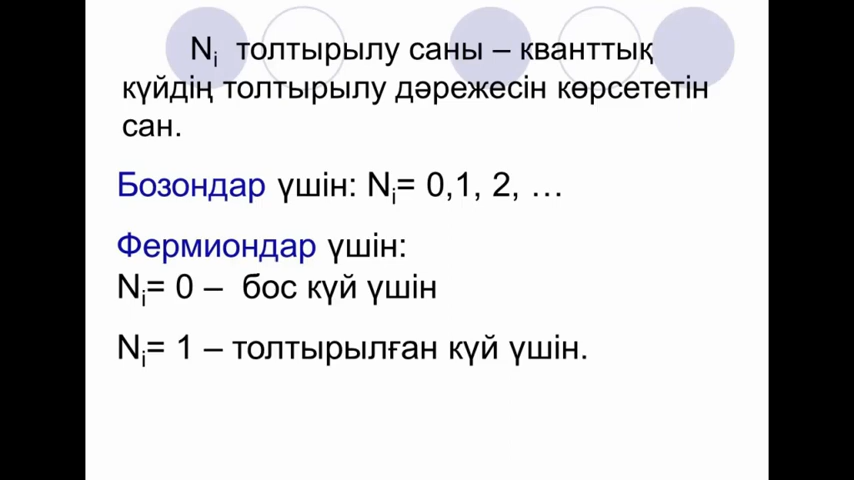 Ni толтырылу саны – кванттық
күйдің толтырылу дәрежесін көрсететін
сан.
Бозондар үшін: Ni= 0,1, 2, …
Фермиондар үшін:
Ni= 0 – бос күй үшін
Ni= 1 – толтырылған күй үшін.